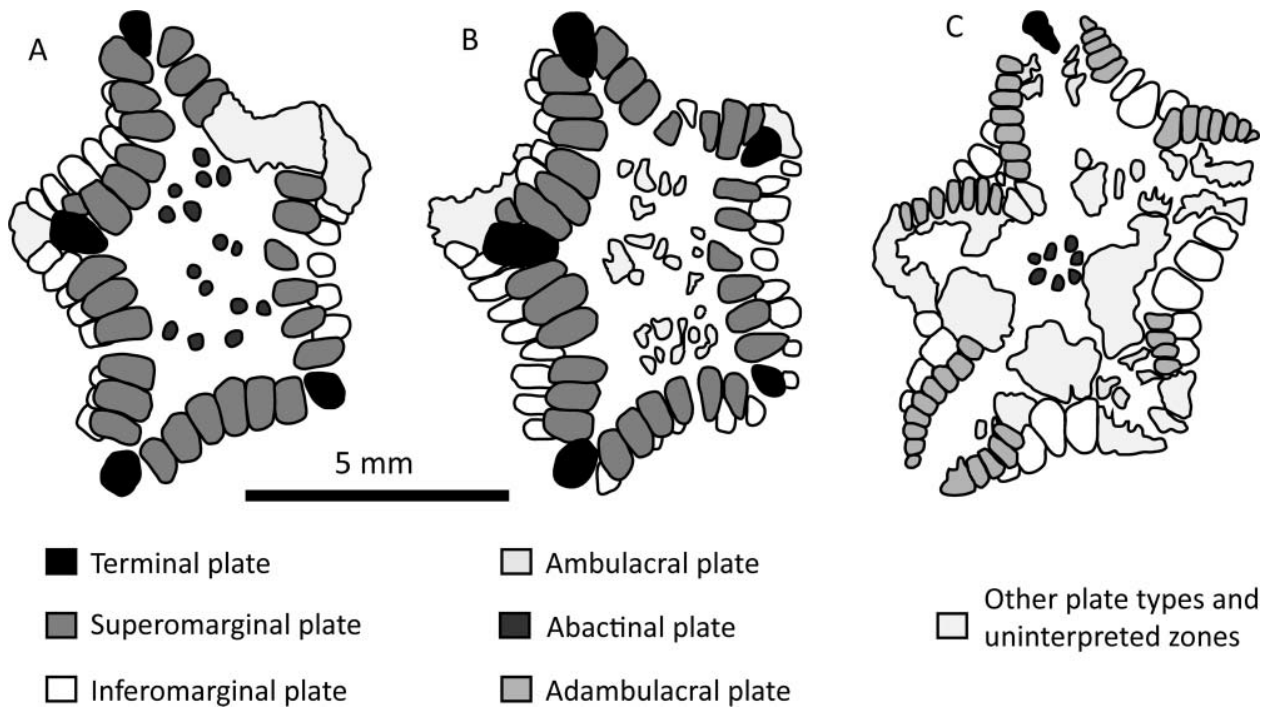 A
B
C
5 mm
Terminal plate
Superomarginal plate
Inferomarginal plate
Ambulacral plate
Abactinal plate
Adambulacral plate
Other plate types and
uninterpreted zones